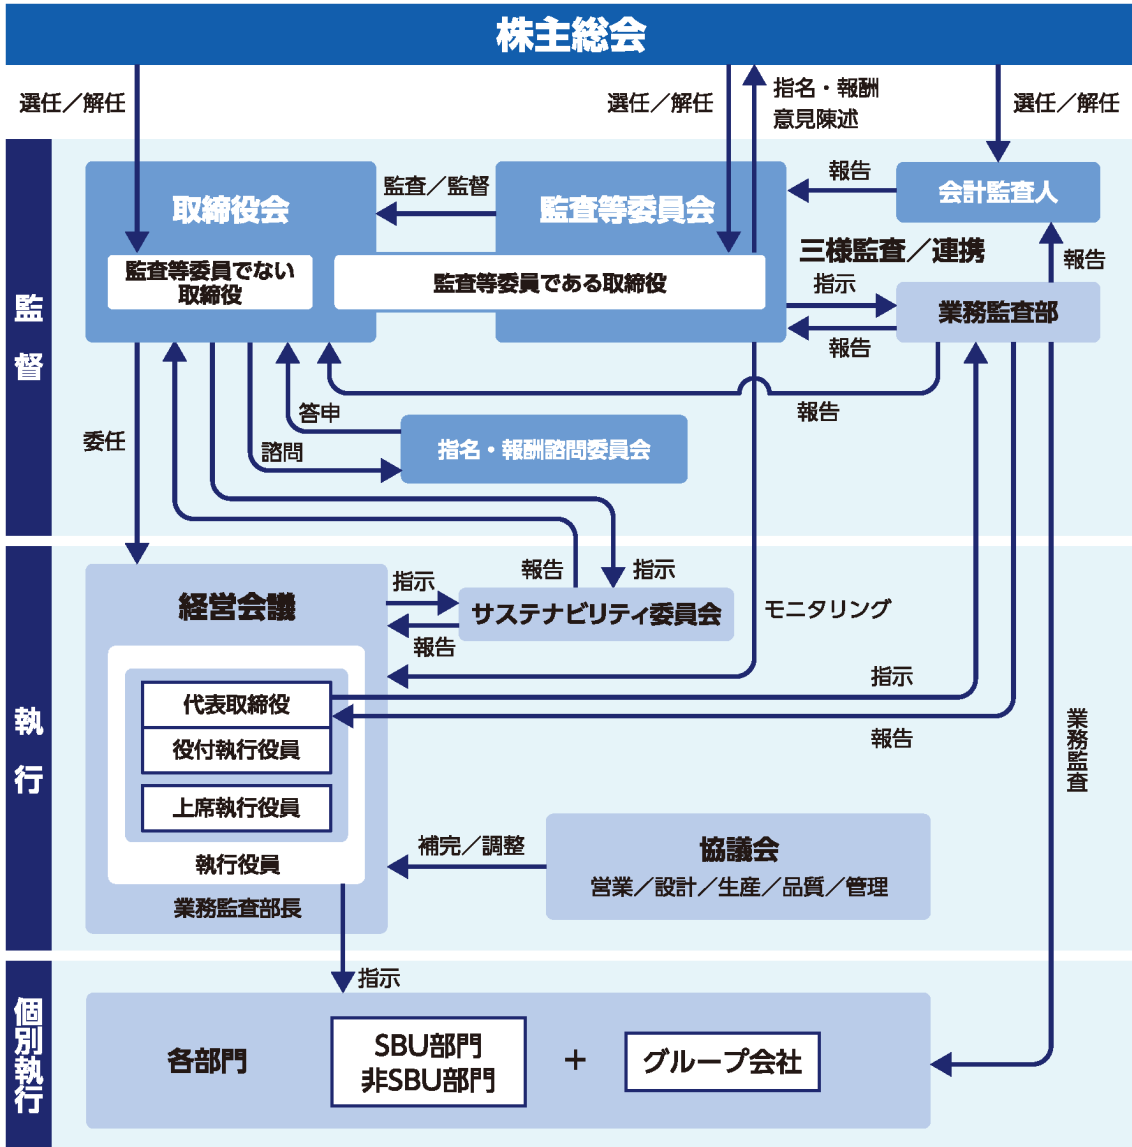 株主総会
選任／解任
選任／解任
指名・報酬
意見陳述
選任／解任
監督
取締役会
監査／監督
監査等委員会
報告
会計監査人
監査等委員でない
取締役
監査等委員である取締役
三様監査／連携
報告
指示
業務監査部
報告
報告
委任
答申
諮問
指名・報酬諮問委員会
執行
報告
指示
経営会議
指示
サステナビリティ委員会
モニタリング
報告
代表取締役
指示
役付執行役員
報告
業務監査
上席執行役員
執行役員
業務監査部長
補完／調整
協議会
営業／設計／生産／品質／管理
指示
個別執行
各部門
SBU部門
非SBU部門
+
グループ会社